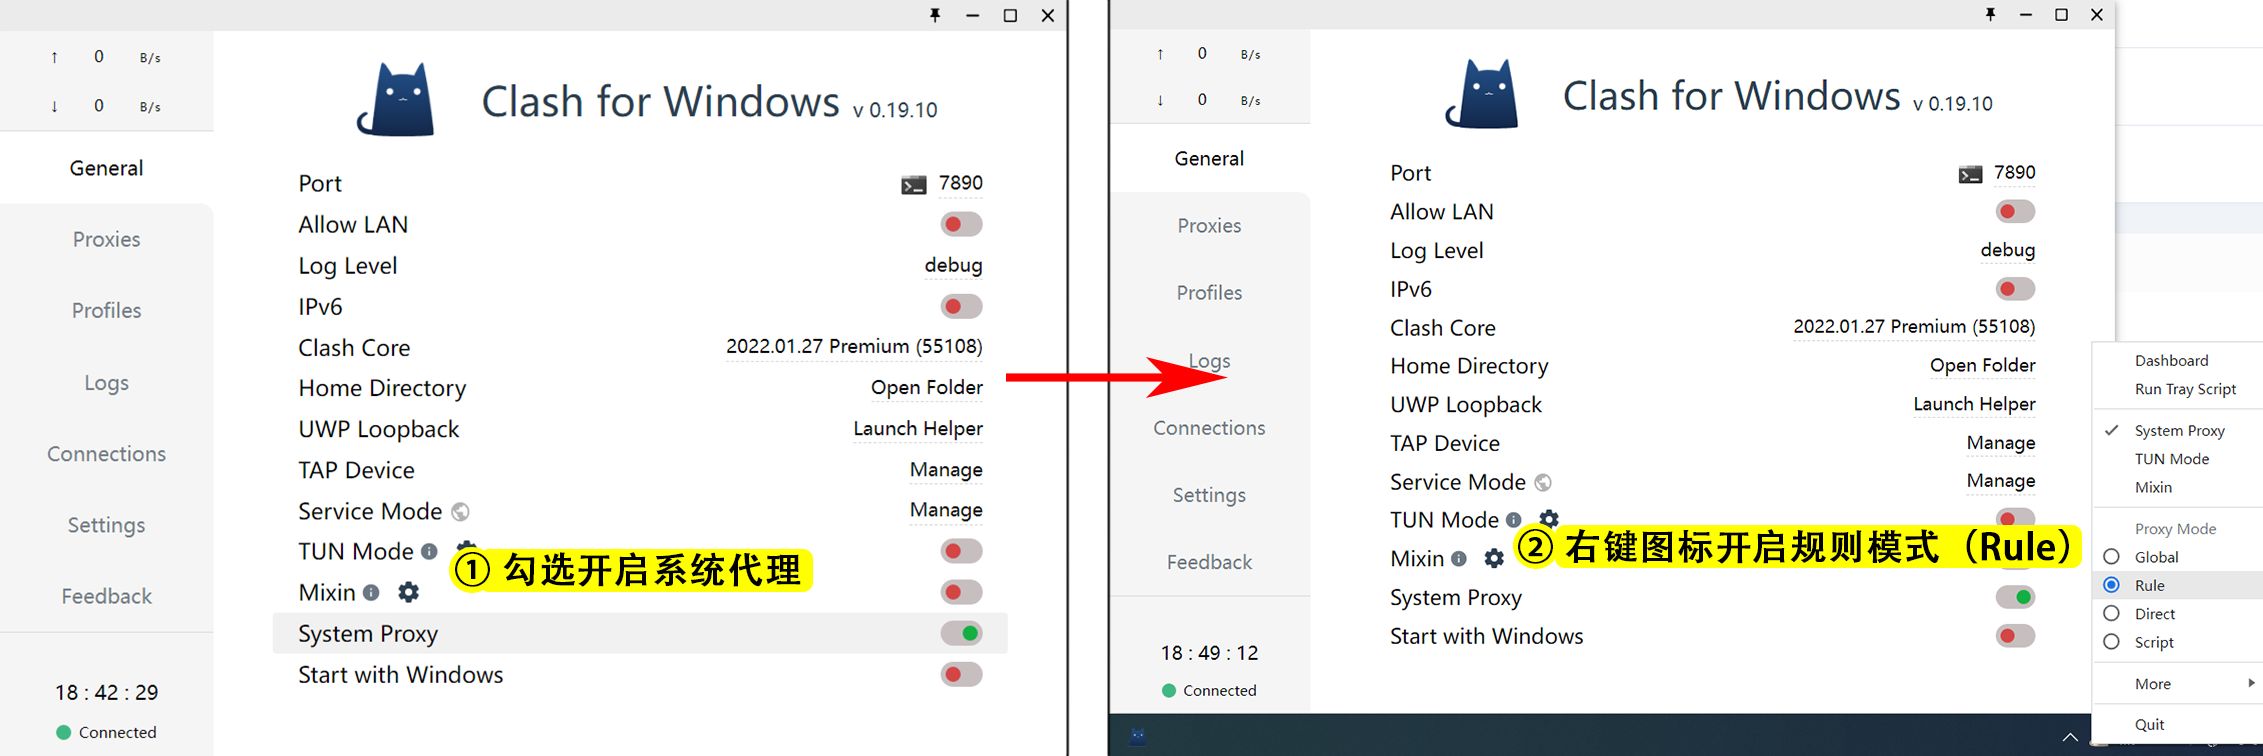 ↑ 0 B/s
↓ 0 B/s
General
Proxies
Profiles
Logs
Connections
Settings
Feedback
18 : 42 : 29
Connected
Clash for Windows v 0.19.10
Port 7890
Allow LAN
Log Level debug
IPv6
Clash Core 2022.01.27 Premium (55108)
Home Directory Open Folder
UWP Loopback Launch Helper
TAP Device Manage
Service Mode Manage
TUN Mode
① 勾选开启系统代理
Mixin
System Proxy
Start with Windows
↑ 0 B/s
↓ 0 B/s
General
Proxies
Profiles
Logs
Connections
Settings
Feedback
18 : 49 : 12
Connected
Clash for Windows v 0.19.10
Port 7890
Allow LAN
Log Level debug
IPv6
Clash Core 2022.01.27 Premium (55108)
Home Directory Open Folder
UWP Loopback Launch Helper
TAP Device Manage
Service Mode Manage
TUN Mode
② 右键图标开启规则模式（Rule）
Mixin
System Proxy
Start with Windows
Dashboard
Run Tray Script
System Proxy
TUN Mode
Mixin
Proxy Mode
Global
Rule
Direct
Script
More
Quit